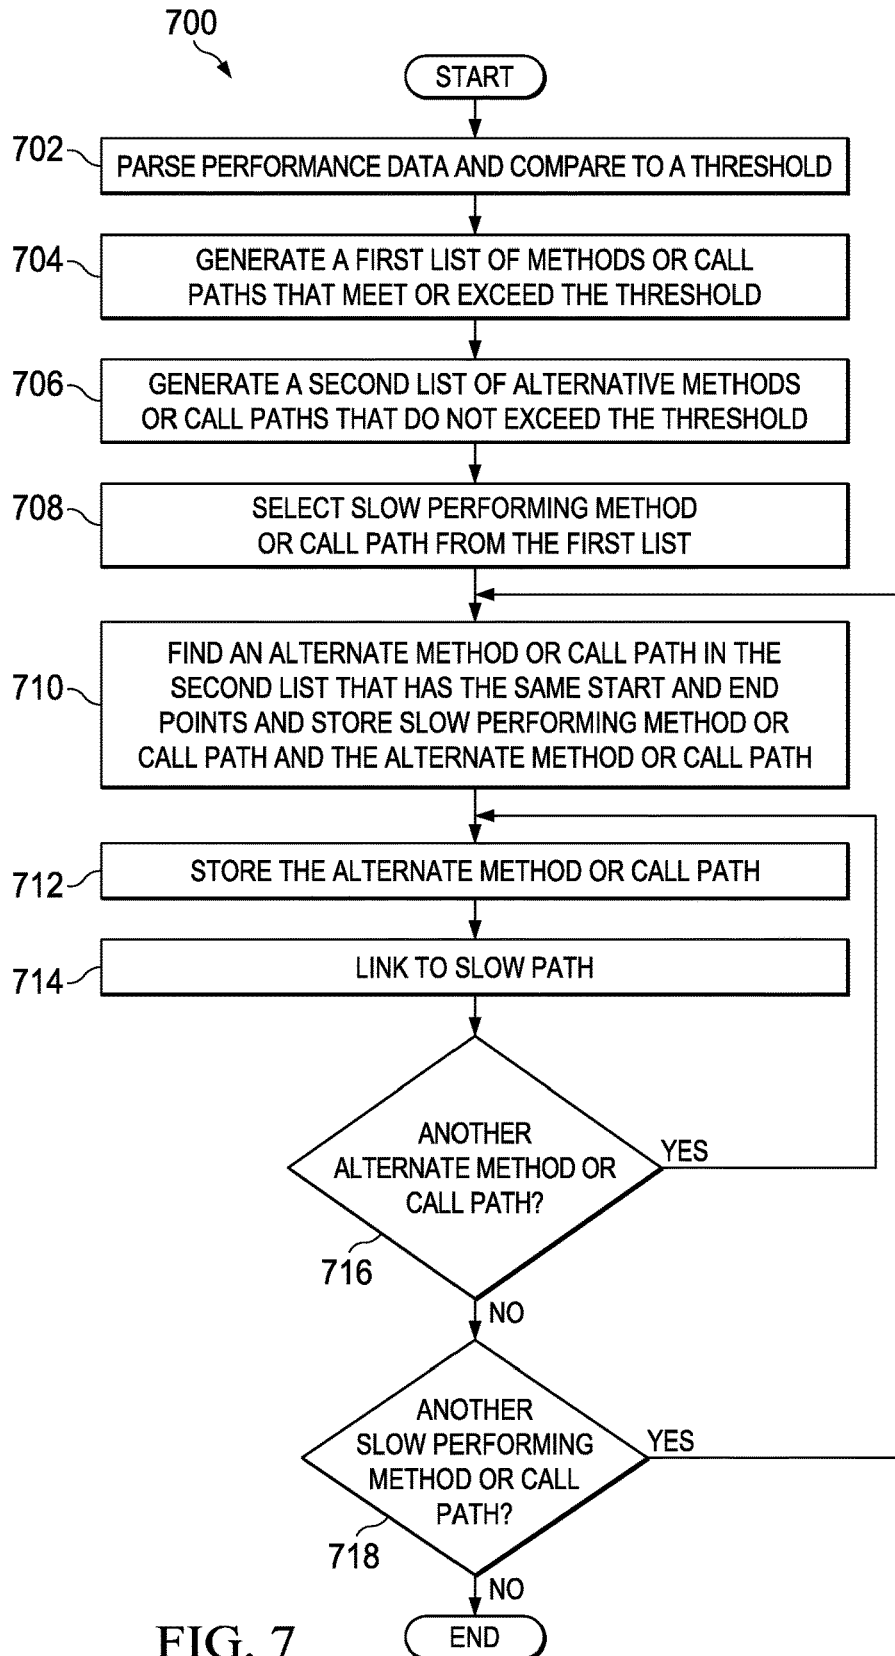 700
START
702
PARSE PERFORMANCE DATA AND COMPARE TO A THRESHOLD
704
GENERATE A FIRST LIST OF METHODS OR CALL
PATHS THAT MEET OR EXCEED THE THRESHOLD
706
GENERATE A SECOND LIST OF ALTERNATIVE METHODS
OR CALL PATHS THAT DO NOT EXCEED THE THRESHOLD
708
SELECT SLOW PERFORMING METHOD
OR CALL PATH FROM THE FIRST LIST
710
FIND AN ALTERNATE METHOD OR CALL PATH IN THE
SECOND LIST THAT HAS THE SAME START AND END
POINTS AND STORE SLOW PERFORMING METHOD OR
CALL PATH AND THE ALTERNATE METHOD OR CALL PATH
712
STORE THE ALTERNATE METHOD OR CALL PATH
714
LINK TO SLOW PATH
ANOTHER
ALTERNATE METHOD OR
CALL PATH?
YES
716
NO
ANOTHER
SLOW PERFORMING
METHOD OR CALL
PATH?
YES
718
NO
END
FIG. 7